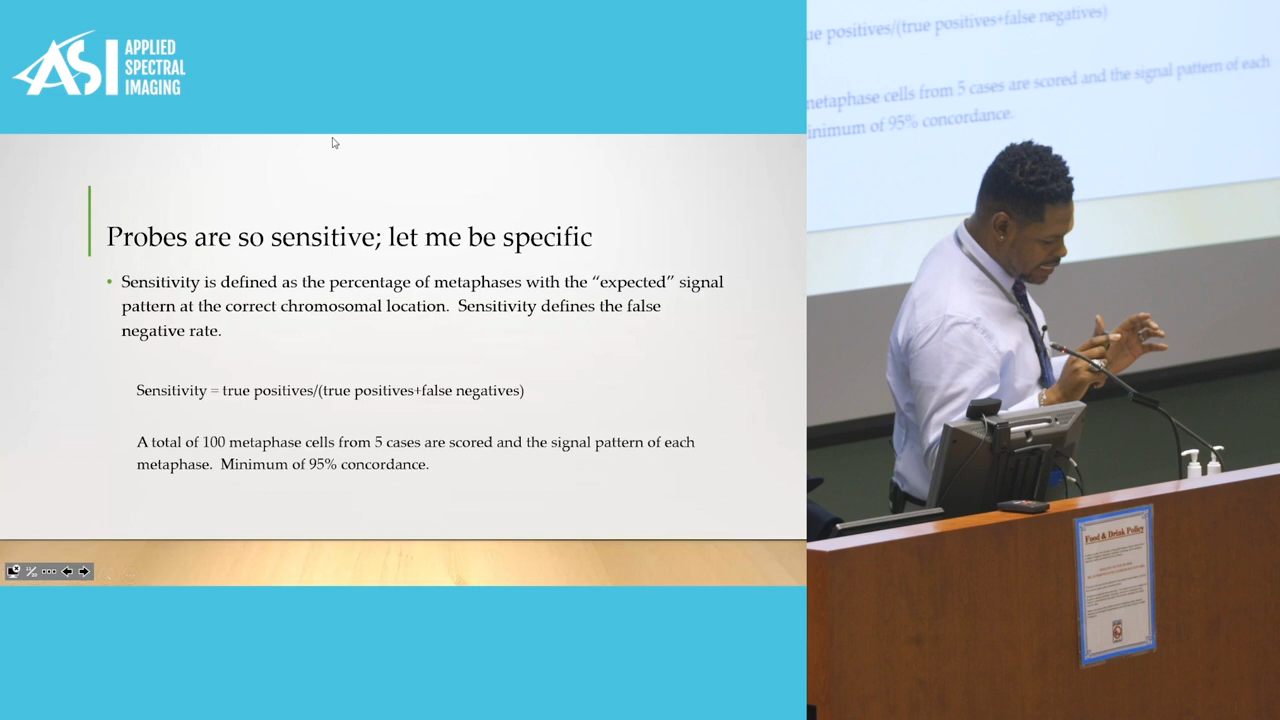 ASI APPLIED
SPECTRAL
IMAGING
Probes are so sensitive; let me be specific
• Sensitivity is defined as the percentage of metaphases with the “expected” signal
pattern at the correct chromosomal location.  Sensitivity defines the false
negative rate.
Sensitivity = true positives/(true positives+false negatives)
A total of 100 metaphase cells from 5 cases are scored and the signal pattern of each
metaphase.  Minimum of 95% concordance.
ue positives/(true positives+false negatives)
metaphase cells from 5 cases are scored and the signal pattern of each
inimum of 95% concordance.
Food & Drink Policy